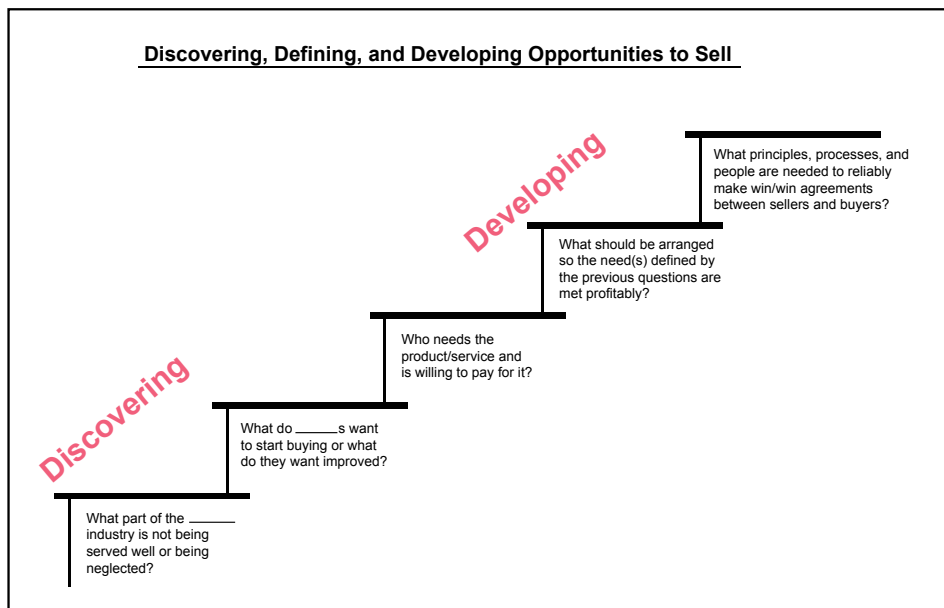 Discovering, Defining, and Developing Opportunities to Sell
Developing
What principles, processes, and
people are needed to reliably
make win/win agreements
between sellers and buyers?
What should be arranged
so the need(s) defined by
the previous questions are
met profitably?
Who needs the
product/service and
is willing to pay for it?
Discovering
What do ______s want
to start buying or what
do they want improved?
What part of the ______
industry is not being
served well or being
neglected?